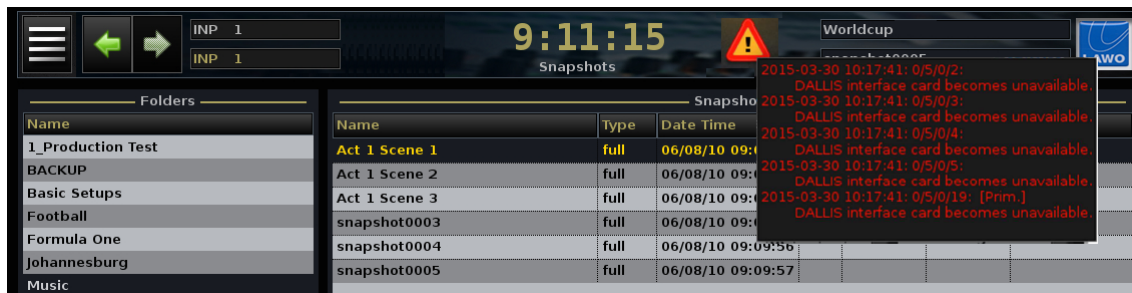 INP 1
INP 1
9:11:15
Snapshots
Worldcup
LAWO
2015-03-30 10:17:41: 0/5/0/2:
DALLIS interface card becomes unavailable.
2015-03-30 10:17:41: 0/5/0/3:
DALLIS interface card becomes unavailable.
2015-03-30 10:17:41: 0/5/0/4:
DALLIS interface card becomes unavailable.
2015-03-30 10:17:41: 0/5/0/5:
DALLIS interface card becomes unavailable.
2015-03-30 10:17:41: 0/5/0/19: [Prim.]
DALLIS interface card becomes unavailable.
Folders
Name
1_Production Test
BACKUP
Basic Setups
Football
Formula One
Johannesburg
Music
Snapsho
Name Type Date Time
Act 1 Scene 1 full 06/08/10 09:
Act 1 Scene 2 full 06/08/10 09:
Act 1 Scene 3 full 06/08/10 09:
snapshot0003 full 06/08/10 09:
snapshot0004 full 06/08/10 09:09:56
snapshot0005 full 06/08/10 09:09:57